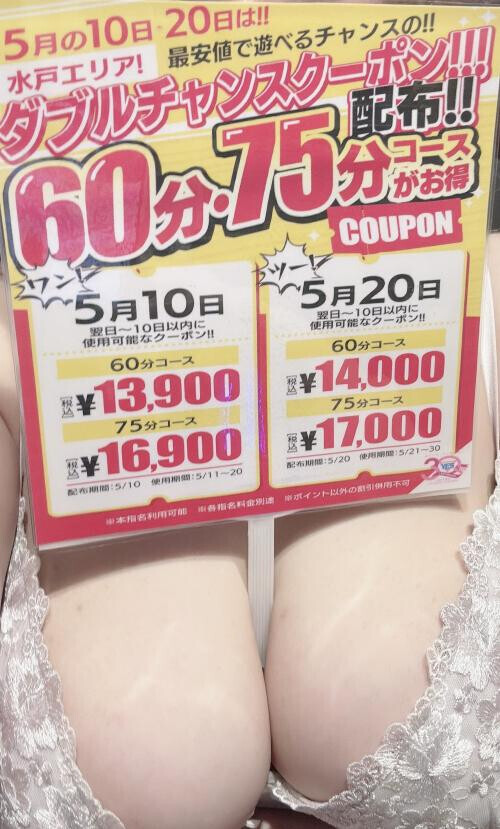 5月の10日 20日は!!
水戸エリア!
最安値で遊べるチャンスの!!
ダブルチャンスクーポン!!!
配布!!
60分・75分コースがお得
COUPON
ワン!
5月10日
翌日〜10日以内に
使用可能なクーポン!!
60分コース
税込 ¥13,900
75分コース
税込 ¥16,900
配布期間:5/10 使用期間:5/11〜20
ツー!
5月20日
翌日〜10日以内に
使用可能なクーポン!!
60分コース
税込 ¥14,000
75分コース
税込 ¥17,000
配布期間:5/20 使用期間:5/21〜30
30 YES
※本指名利用可能 ※各指名料金別途 ※ポイント以外の割引併用不可